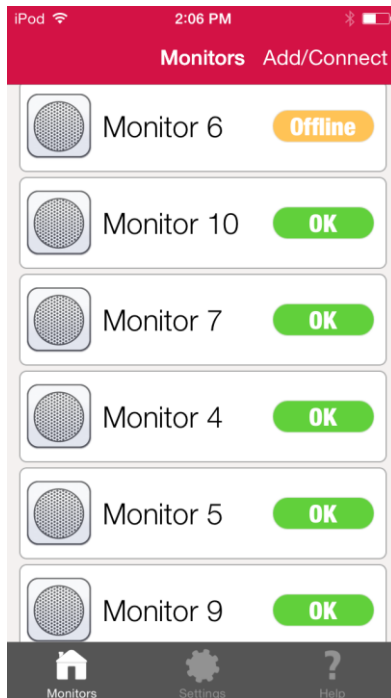 iPod 2:06 PM
Monitors Add/Connect
Monitor 6 Offline
Monitor 10 OK
Monitor 7 OK
Monitor 4 OK
Monitor 5 OK
Monitor 9 OK
Monitors Settings Help